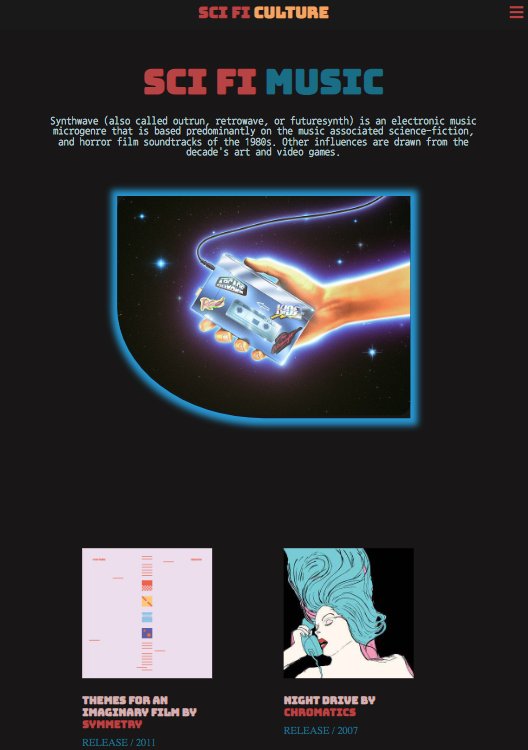 SCI FI CULTURE
SCI FI MUSIC
Synthwave (also called outrun, retrowave, or futuresynth) is an electronic music
microgenre that is based predominantly on the music associated science-fiction,
and horror film soundtracks of the 1980s. Other influences are drawn from the
decade's art and video games.
THEMES FOR AN
IMAGINARY FILM BY
SYMMETRY
RELEASE / 2011
NIGHT DRIVE BY
CHROMATICS
RELEASE / 2007